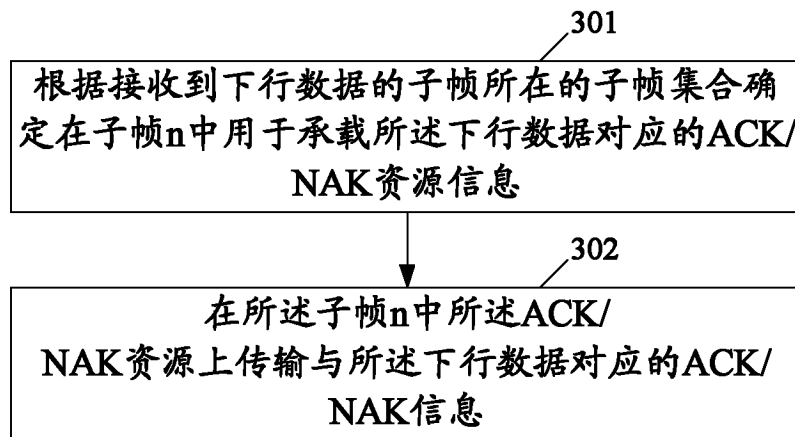 301
根据接收到下行数据的子帧所在的子帧集合确
定在子帧n中用于承载所述下行数据对应的ACK/
NAK资源信息
302
在所述子帧n中所述ACK/
NAK资源上传输与所述下行数据对应的ACK/
NAK信息